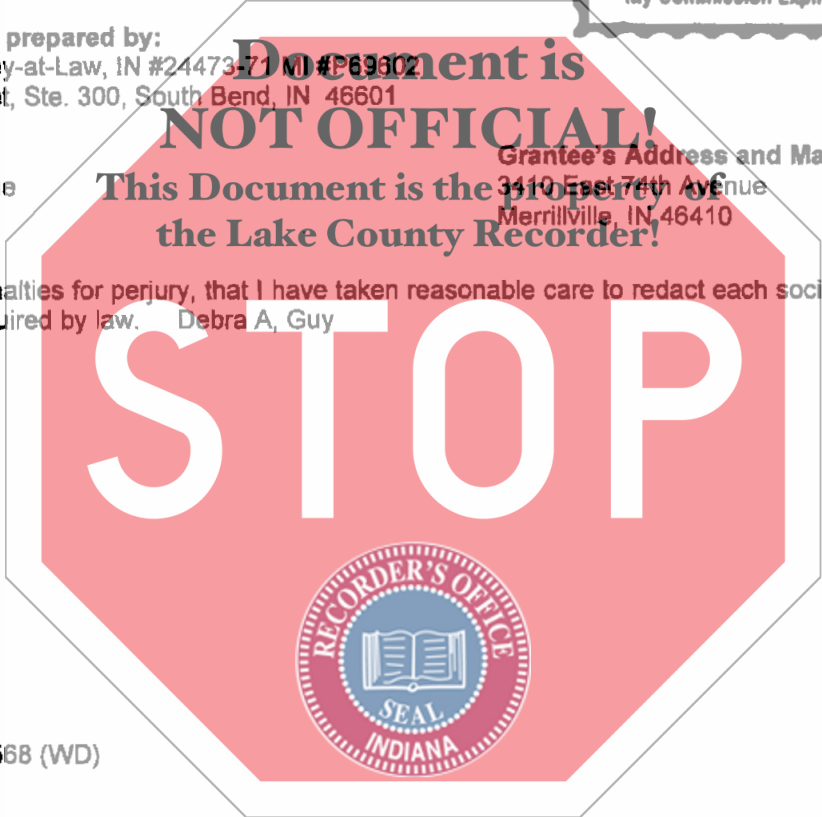 My Commission Expir
prepared by:
y-at-Law, IN #24473-71 MI #P69602
t, Ste. 300, South Bend, IN 46601
Document is
NOT OFFICIAL!
This Document is the property of
the Lake County Recorder!
Grantee's Address and Ma
3410 East 74th Avenue
Merrillville, IN 46410
e
alties for perjury, that I have taken reasonable care to redact each soci
uired by law. Debra A, Guy
STOP
RECORDER'S OFFICE
SEAL
INDIANA
68 (WD)